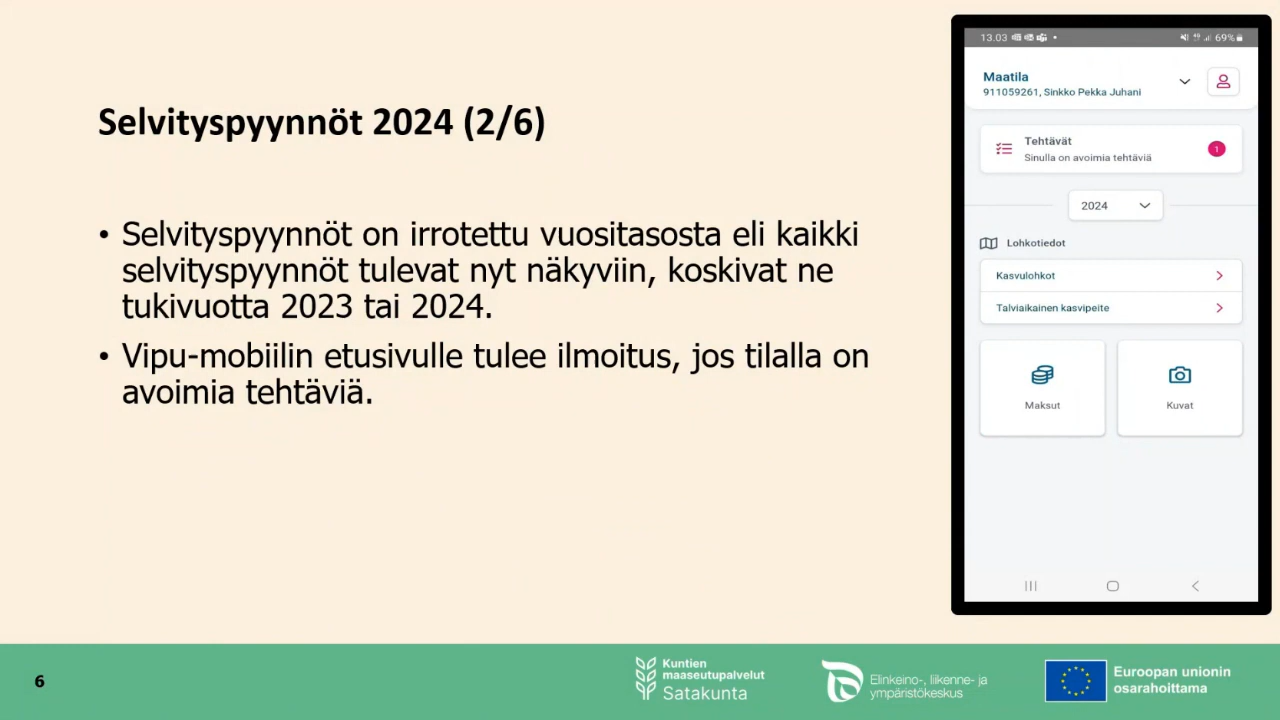 Selvityspyynnöt 2024 (2/6)
• Selvityspyynnöt on irrotettu vuositasosta eli kaikki
selvityspyynnöt tulevat nyt näkyviin, koskivat ne
tukivuotta 2023 tai 2024.
• Vipu-mobiilin etusivulle tulee ilmoitus, jos tilalla on
avoimia tehtäviä.
13.03
69%
Maatila
911059261, Sinkko Pekka Juhani
Tehtävät
Sinulla on avoimia tehtäviä
1
2024
Lohkotiedot
Kasvulohkot
Talviaikainen kasvipeite
Maksut
Kuvat
6
Kuntien
maaseutupalvelut
Satakunta
Elinkeino-, liikenne- ja
ympäristökeskus
Euroopan unionin
osarahoittama